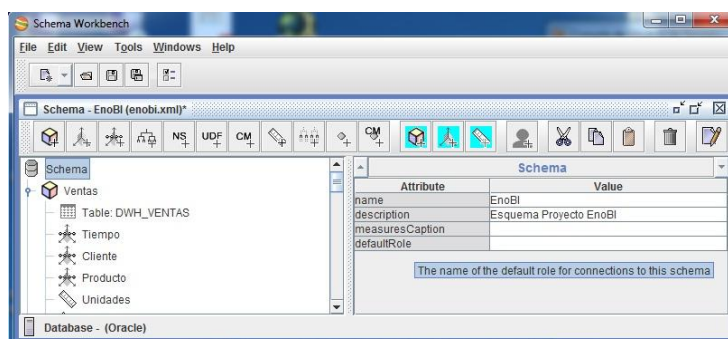 Schema Workbench
File Edit View Tools Windows Help
Schema - EnoBI (enobi.xml)*
NS UDF CM CM
Schema
Ventas
Table: DWH_VENTAS
Tiempo
Cliente
Producto
Unidades
Schema
Attribute Value
name EnoBI
description Esquema Proyecto EnoBI
measuresCaption
defaultRole
The name of the default role for connections to this schema
Database - (Oracle)